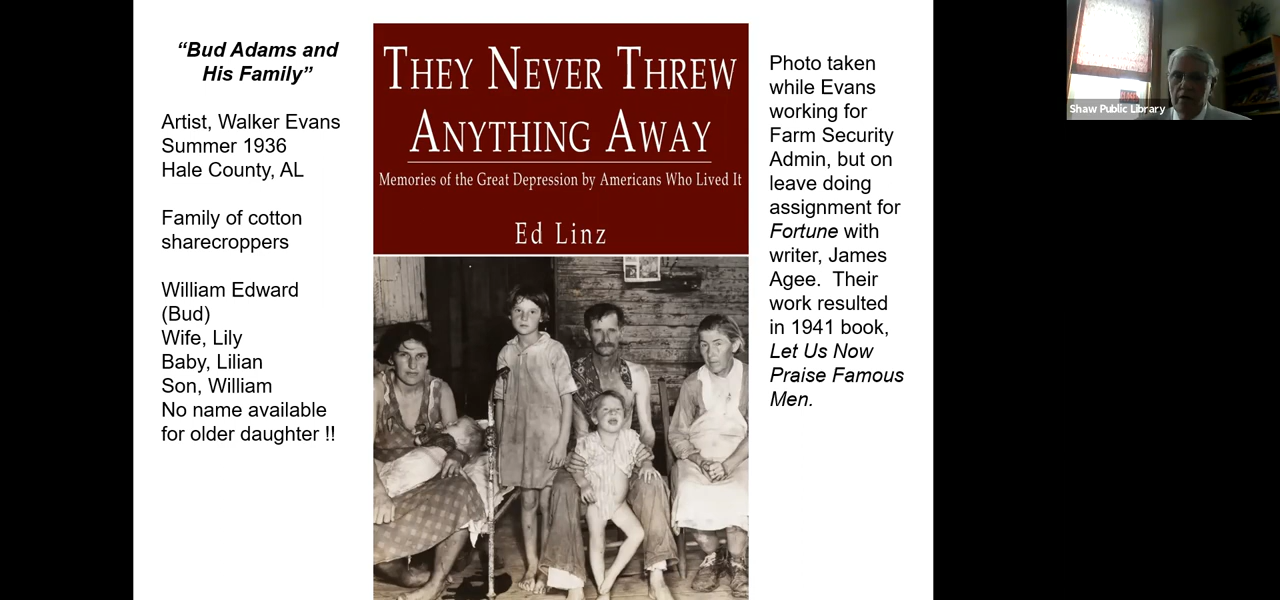 “Bud Adams and
His Family”
Artist, Walker Evans
Summer 1936
Hale County, AL
Family of cotton
sharecroppers
William Edward
(Bud)
Wife, Lily
Baby, Lilian
Son, William
No name available
for older daughter !!
THEY NEVER THREW
ANYTHING AWAY
Memories of the Great Depression by Americans Who Lived It
Ed Linz
Photo taken
while Evans
working for
Farm Security
Admin, but on
leave doing
assignment for
Fortune with
writer, James
Agee.  Their
work resulted
in 1941 book,
Let Us Now
Praise Famous
Men.
Shaw Public Library